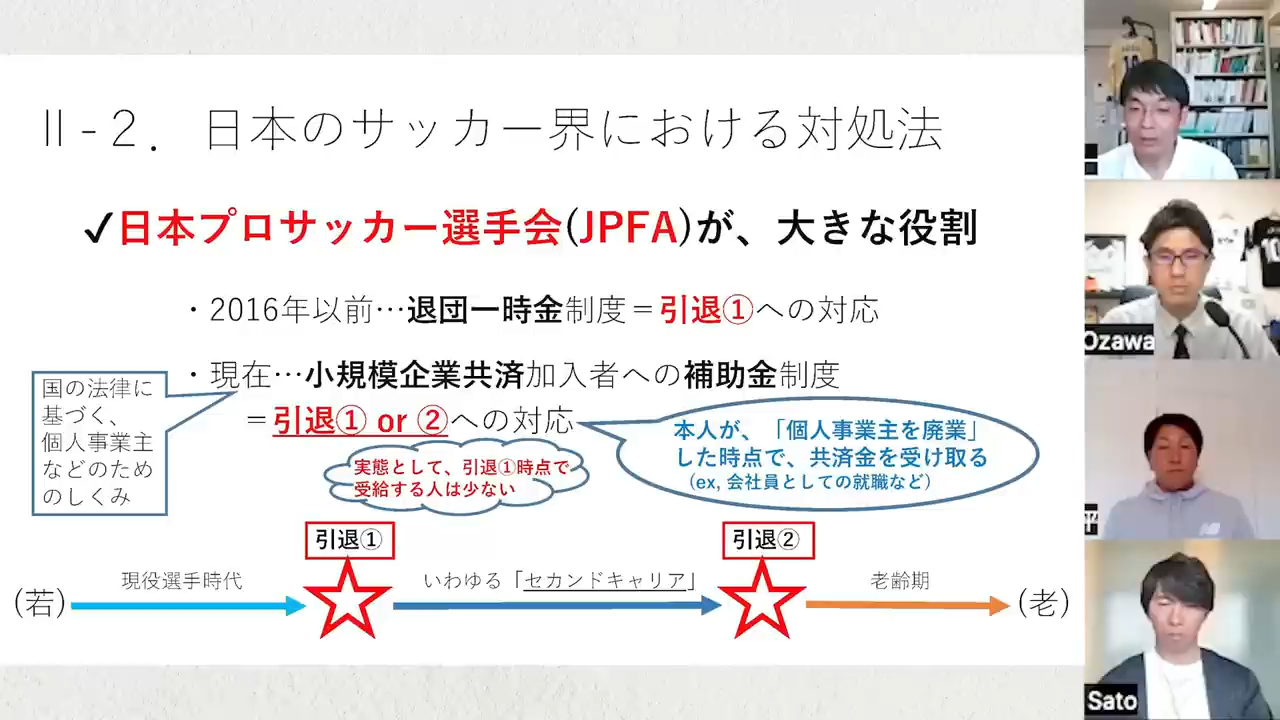 Ⅱ-２．日本のサッカー界における対処法
✓日本プロサッカー選手会(JPFA)が、大きな役割
・2016年以前…退団一時金制度＝引退①への対応
・現在…小規模企業共済加入者への補助金制度
＝引退① or ②への対応
国の法律に
基づく、
個人事業主
などのため
のしくみ
本人が、「個人事業主を廃業」
した時点で、共済金を受け取る
（ex, 会社員としての就職など）
実態として、引退①時点で
受給する人は少ない
引退①
引退②
現役選手時代
いわゆる「セカンドキャリア」
老齢期
(若)
(老)
Ozawa
Sato